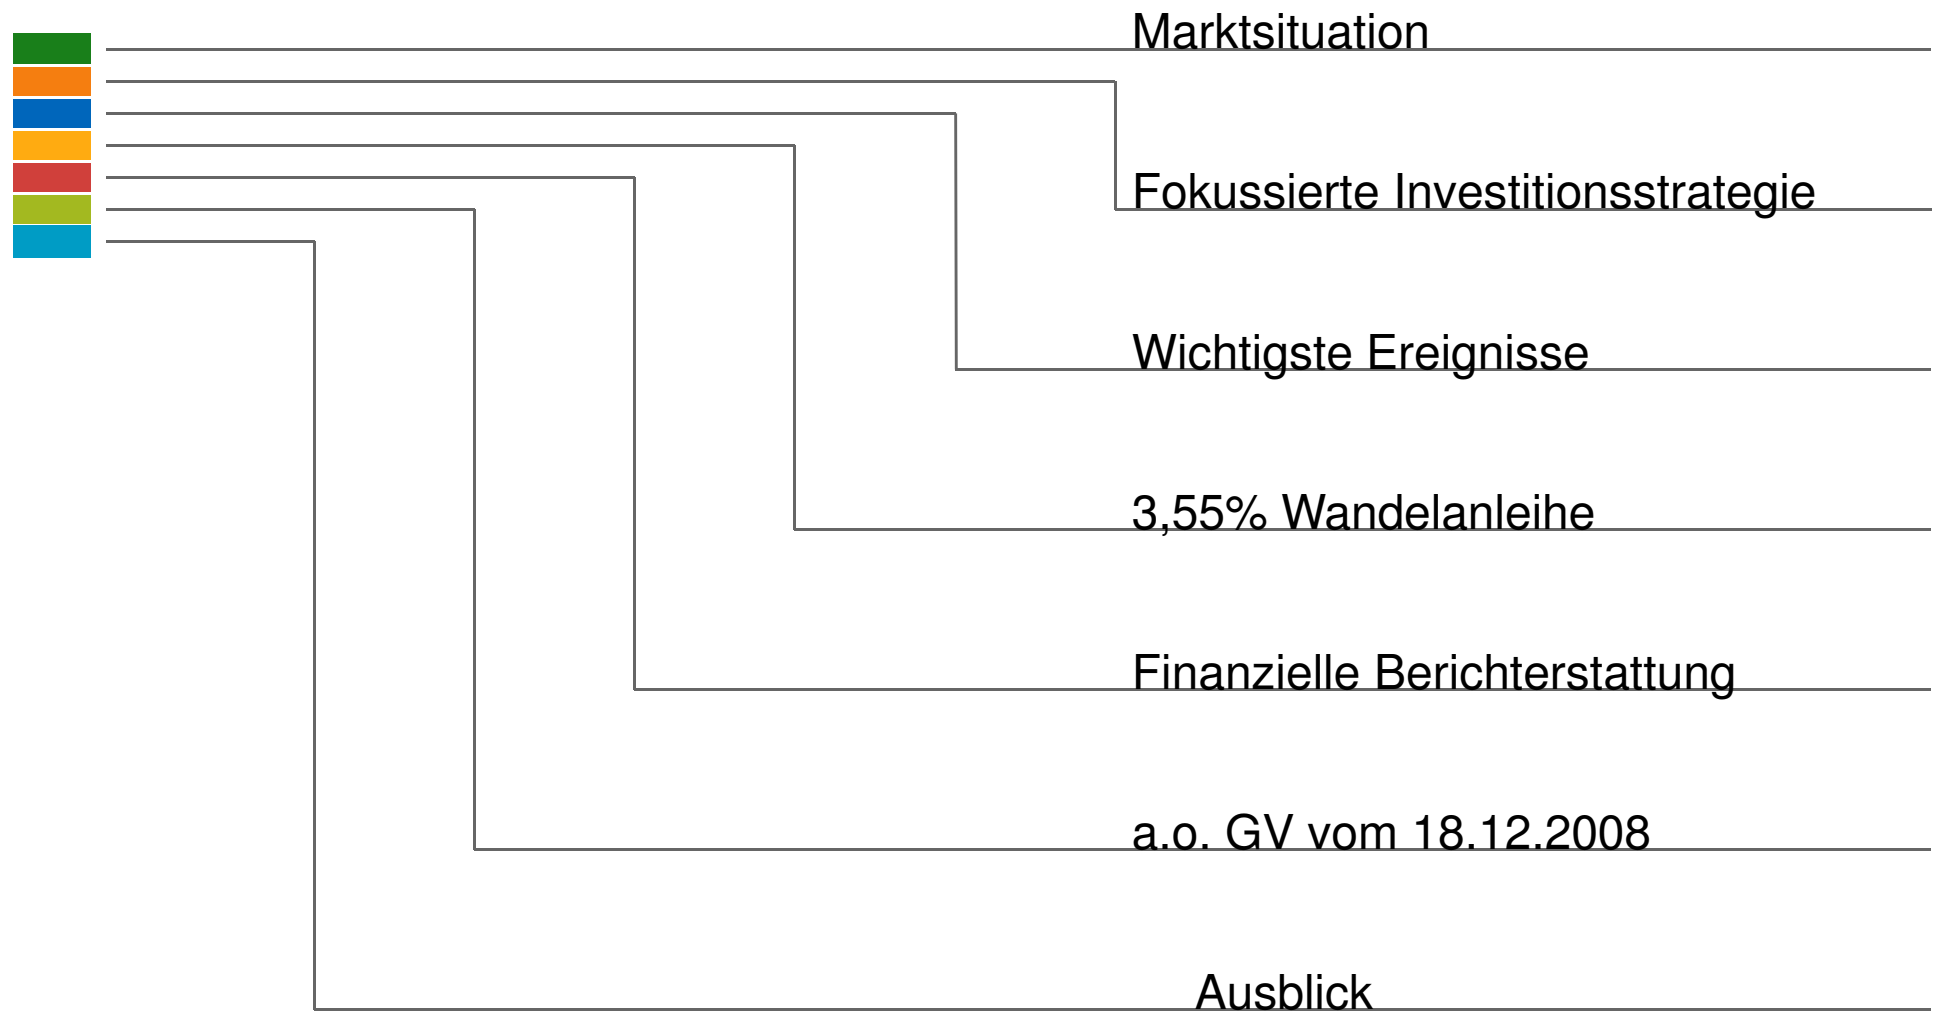 Marktsituation
Fokussierte Investitionsstrategie
Wichtigste Ereignisse
3,55% Wandelanleihe
Finanzielle Berichterstattung
a.o. GV vom 18.12.2008
Ausblick